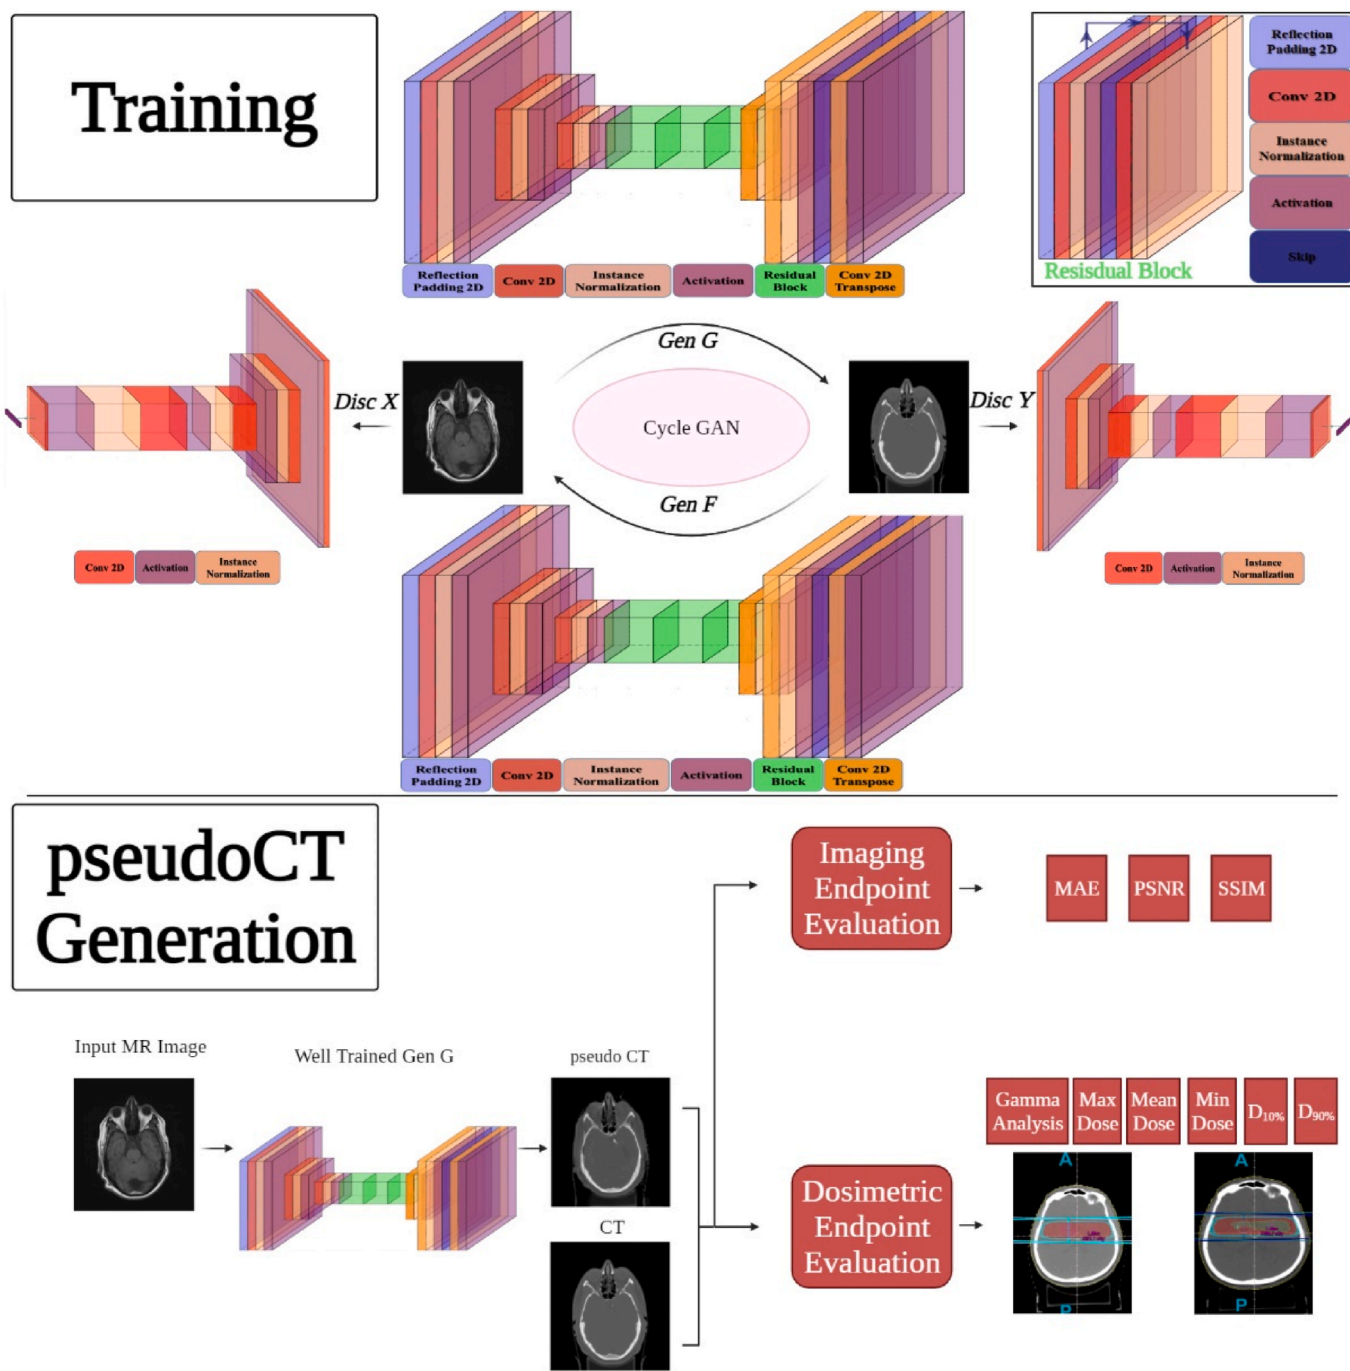 Training
Reflection
Padding 2D
Conv 2D
Instance
Normalization
Activation
Residual
Block
Conv 2D
Transpose
Reflection
Padding 2D
Conv 2D
Instance
Normalization
Activation
Skip
Resisdual Block
Disc X
Gen G
Cycle GAN
Gen F
Disc Y
Conv 2D
Activation
Instance
Normalization
Conv 2D
Activation
Instance
Normalization
Reflection
Padding 2D
Conv 2D
Instance
Normalization
Activation
Residual
Block
Conv 2D
Transpose
pseudoCT
Generation
Imaging
Endpoint
Evaluation
MAE
PSNR
SSIM
Input MR Image
Well Trained Gen G
pseudo CT
CT
Dosimetric
Endpoint
Evaluation
Gamma
Analysis
Max
Dose
Mean
Dose
Min
Dose
D10%
D90%
A
P
A
P